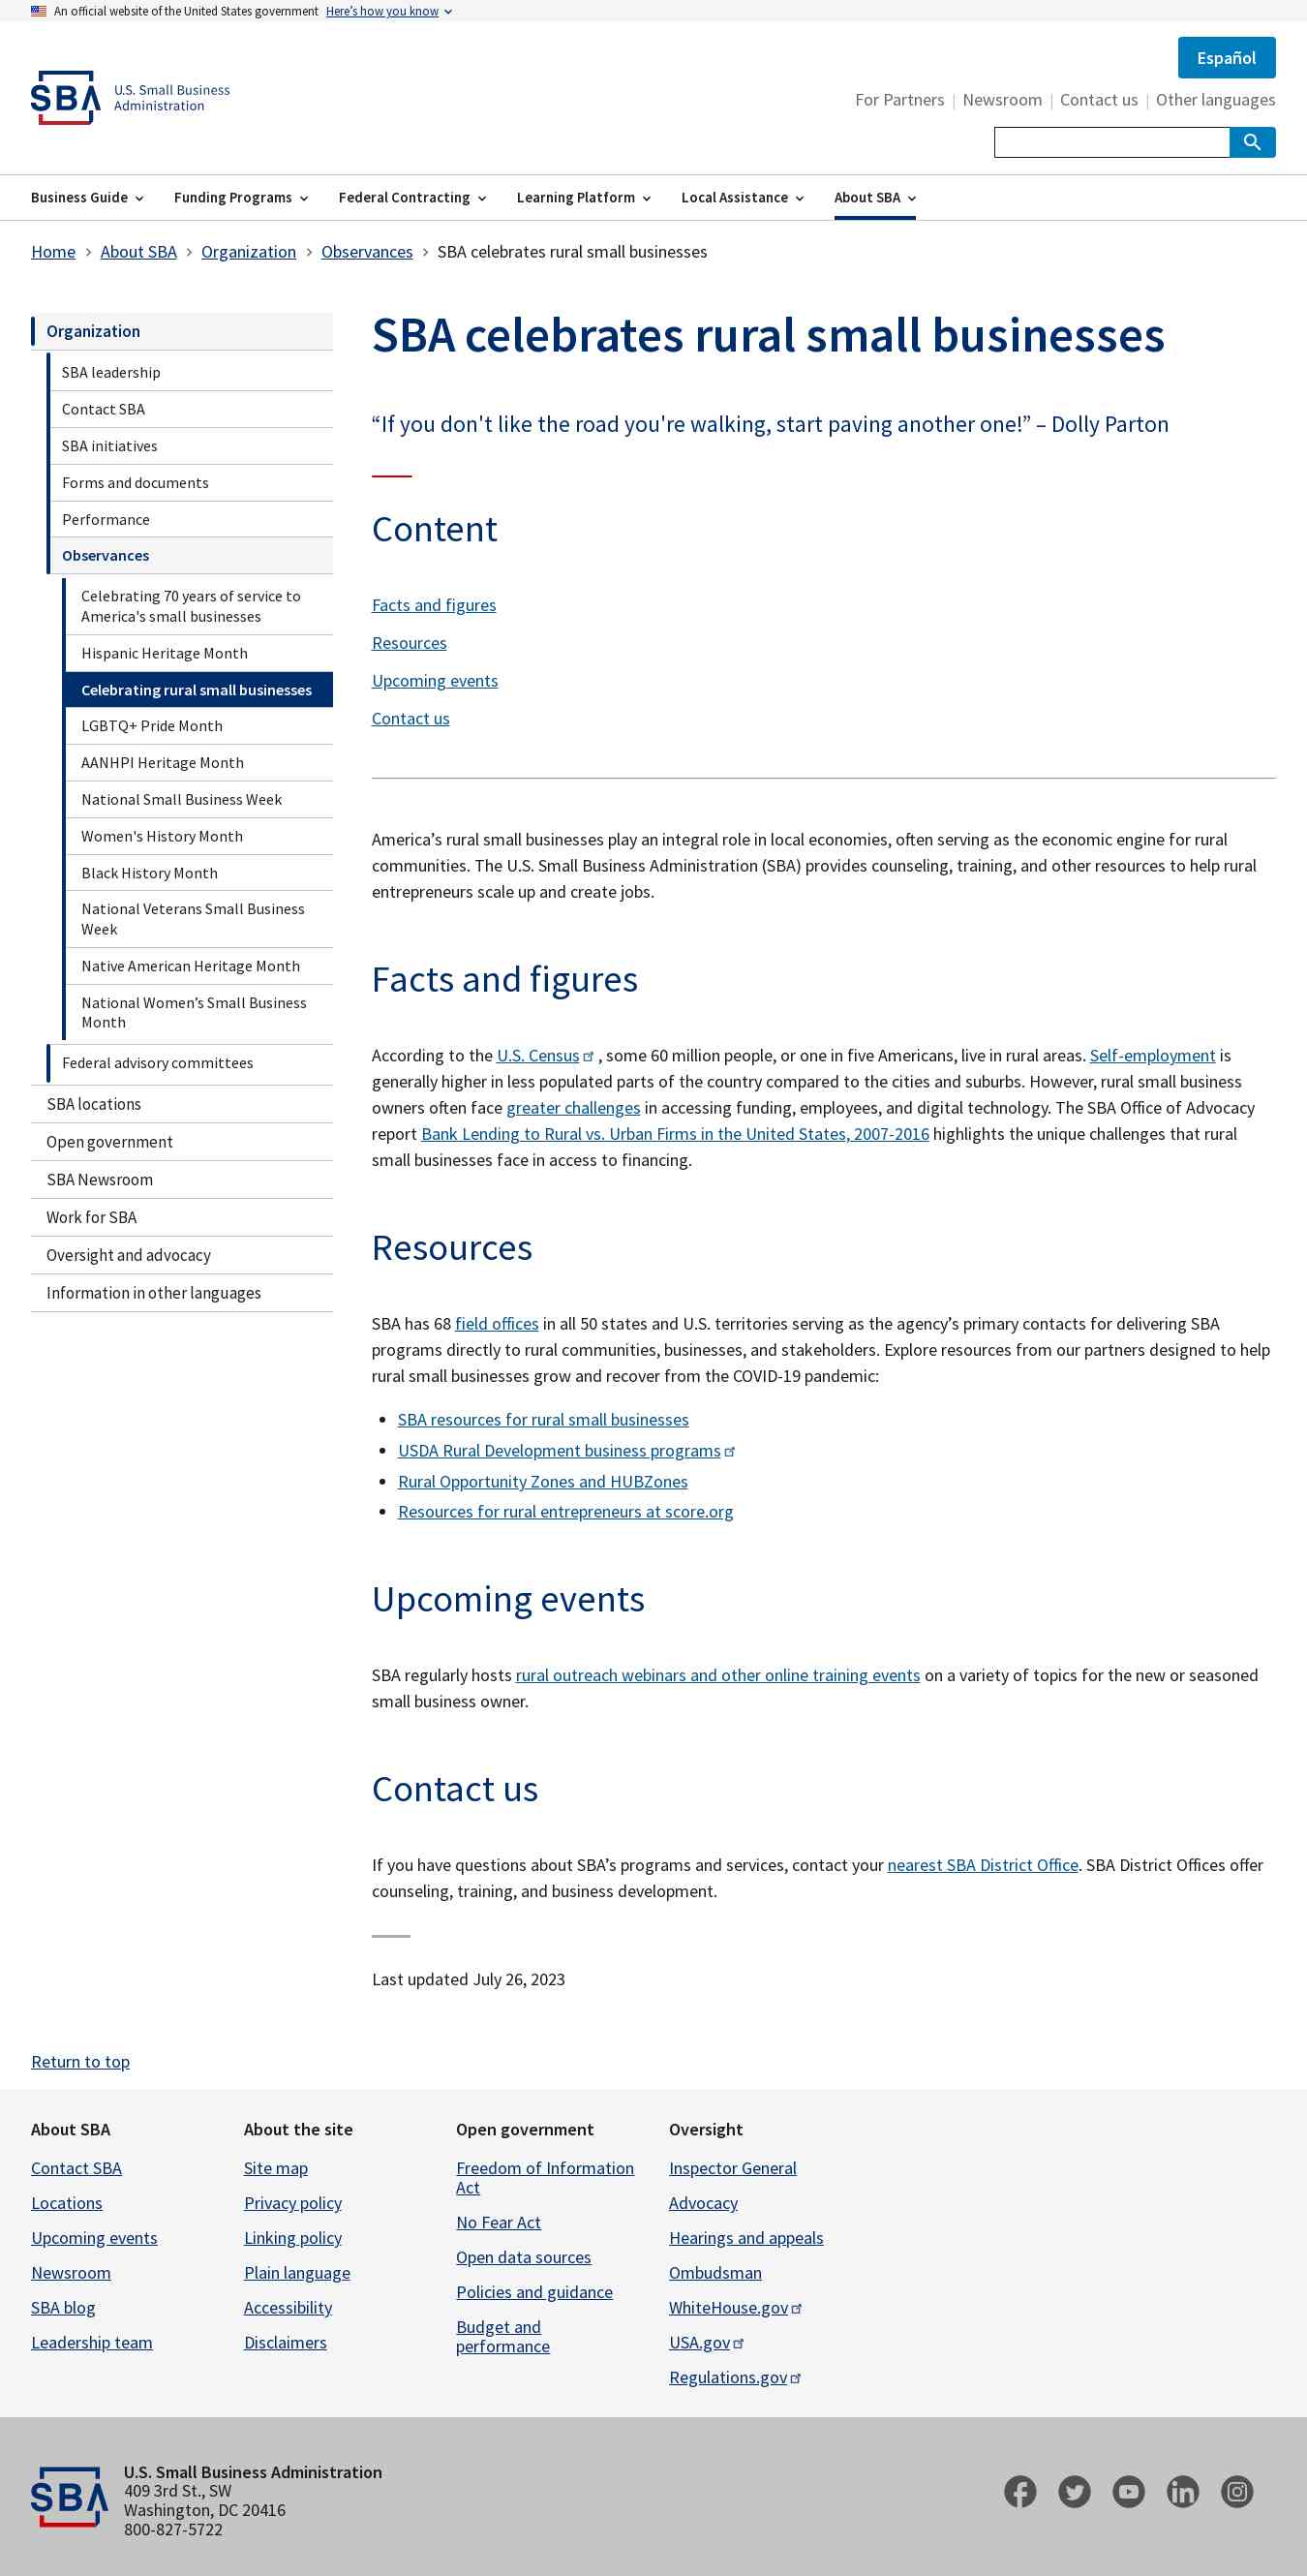 An official website of the United States government Here’s how you know
Español
SBA U.S. Small Business
Administration
For Partners | Newsroom | Contact us | Other languages
Business Guide Funding Programs Federal Contracting Learning Platform Local Assistance About SBA
Home > About SBA > Organization > Observances > SBA celebrates rural small businesses
Organization
SBA leadership
Contact SBA
SBA initiatives
Forms and documents
Performance
Observances
Celebrating 70 years of service to
America's small businesses
Hispanic Heritage Month
Celebrating rural small businesses
LGBTQ+ Pride Month
AANHPI Heritage Month
National Small Business Week
Women's History Month
Black History Month
National Veterans Small Business
Week
Native American Heritage Month
National Women’s Small Business
Month
Federal advisory committees
SBA locations
Open government
SBA Newsroom
Work for SBA
Oversight and advocacy
Information in other languages
SBA celebrates rural small businesses
“If you don't like the road you're walking, start paving another one!” – Dolly Parton
Content
Facts and figures
Resources
Upcoming events
Contact us
America’s rural small businesses play an integral role in local economies, often serving as the economic engine for rural
communities. The U.S. Small Business Administration (SBA) provides counseling, training, and other resources to help rural
entrepreneurs scale up and create jobs.
Facts and figures
According to the U.S. Census , some 60 million people, or one in five Americans, live in rural areas. Self-employment is
generally higher in less populated parts of the country compared to the cities and suburbs. However, rural small business
owners often face greater challenges in accessing funding, employees, and digital technology. The SBA Office of Advocacy
report Bank Lending to Rural vs. Urban Firms in the United States, 2007-2016 highlights the unique challenges that rural
small businesses face in access to financing.
Resources
SBA has 68 field offices in all 50 states and U.S. territories serving as the agency’s primary contacts for delivering SBA
programs directly to rural communities, businesses, and stakeholders. Explore resources from our partners designed to help
rural small businesses grow and recover from the COVID-19 pandemic:
• SBA resources for rural small businesses
• USDA Rural Development business programs
• Rural Opportunity Zones and HUBZones
• Resources for rural entrepreneurs at score.org
Upcoming events
SBA regularly hosts rural outreach webinars and other online training events on a variety of topics for the new or seasoned
small business owner.
Contact us
If you have questions about SBA’s programs and services, contact your nearest SBA District Office. SBA District Offices offer
counseling, training, and business development.
Last updated July 26, 2023
Return to top
About SBA
Contact SBA
Locations
Upcoming events
Newsroom
SBA blog
Leadership team
About the site
Site map
Privacy policy
Linking policy
Plain language
Accessibility
Disclaimers
Open government
Freedom of Information
Act
No Fear Act
Open data sources
Policies and guidance
Budget and
performance
Oversight
Inspector General
Advocacy
Hearings and appeals
Ombudsman
WhiteHouse.gov
USA.gov
Regulations.gov
SBA
U.S. Small Business Administration
409 3rd St., SW
Washington, DC 20416
800-827-5722